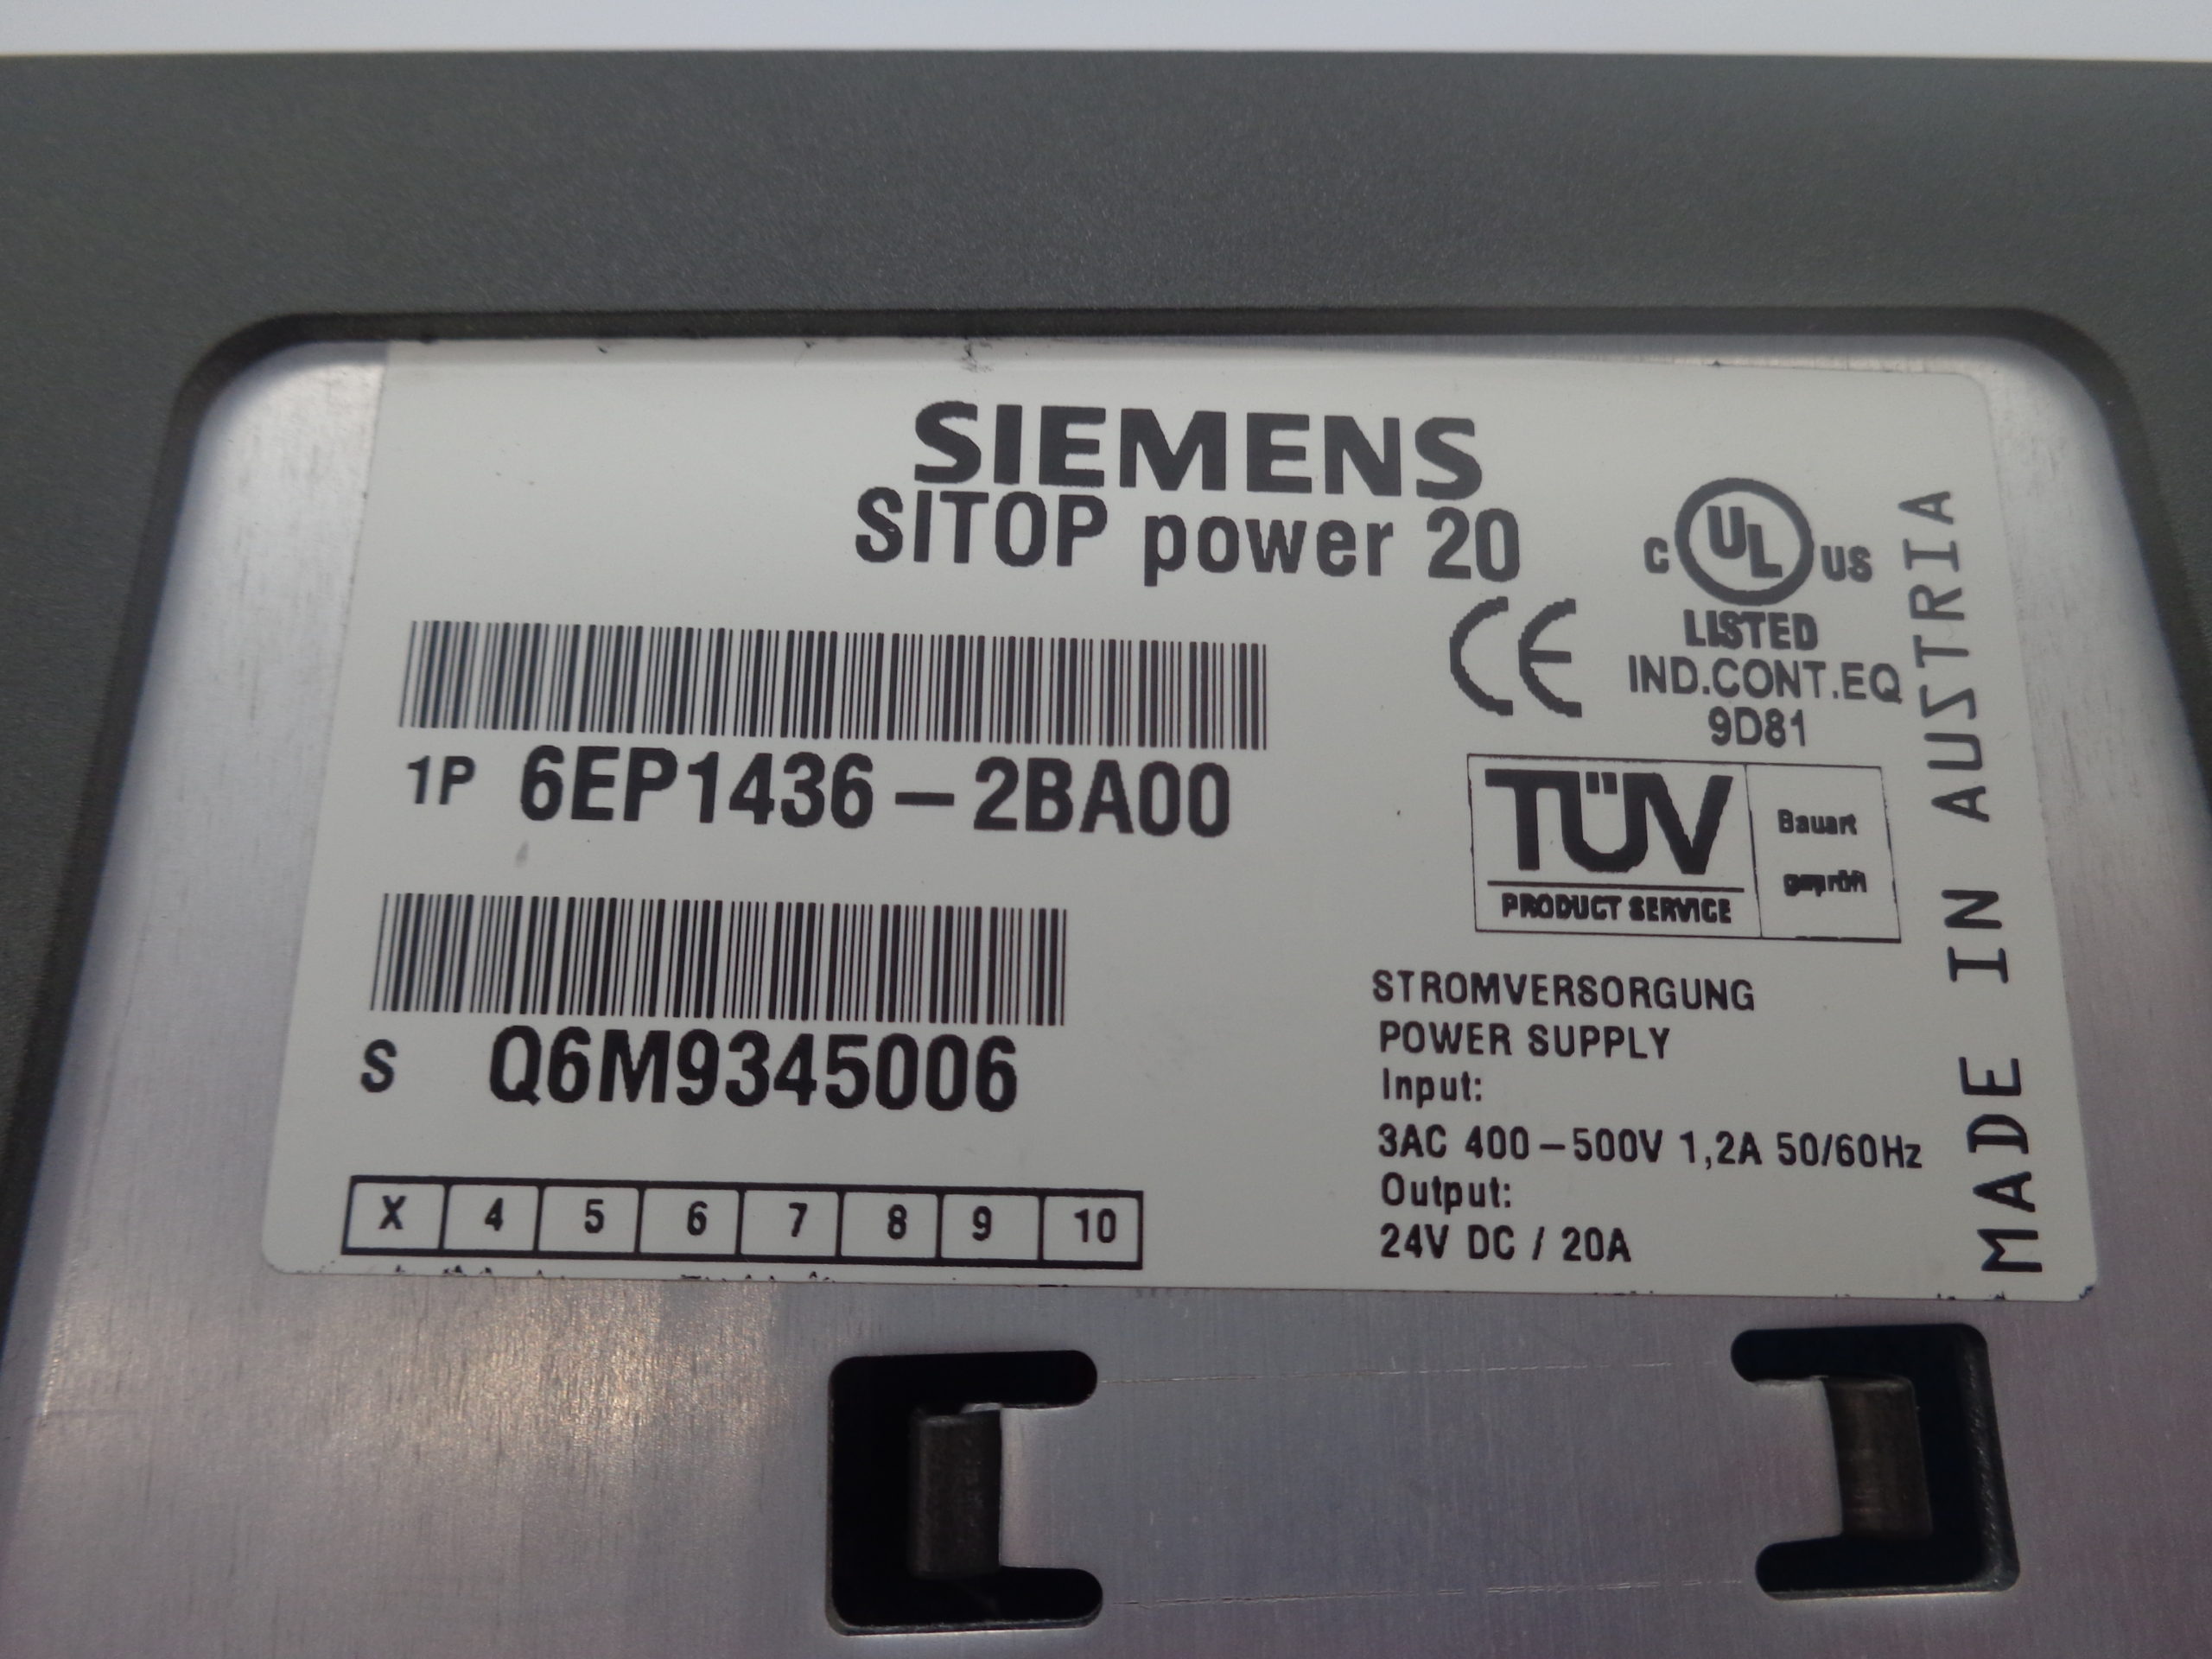 SIEMENS
SITOP power 20
C UL US
LISTED
IND.CONT.EQ
9D81
CE
1P 6EP1436-2BA00
TÜV
PRODUCT SERVICE
Bauart
geprüft
S Q6M9345006
STROMVERSORGUNG
POWER SUPPLY
Input:
3AC 400-500V 1,2A 50/60Hz
Output:
24V DC / 20A
X 4 5 6 7 8 9 10
MADE IN AUSTRIA